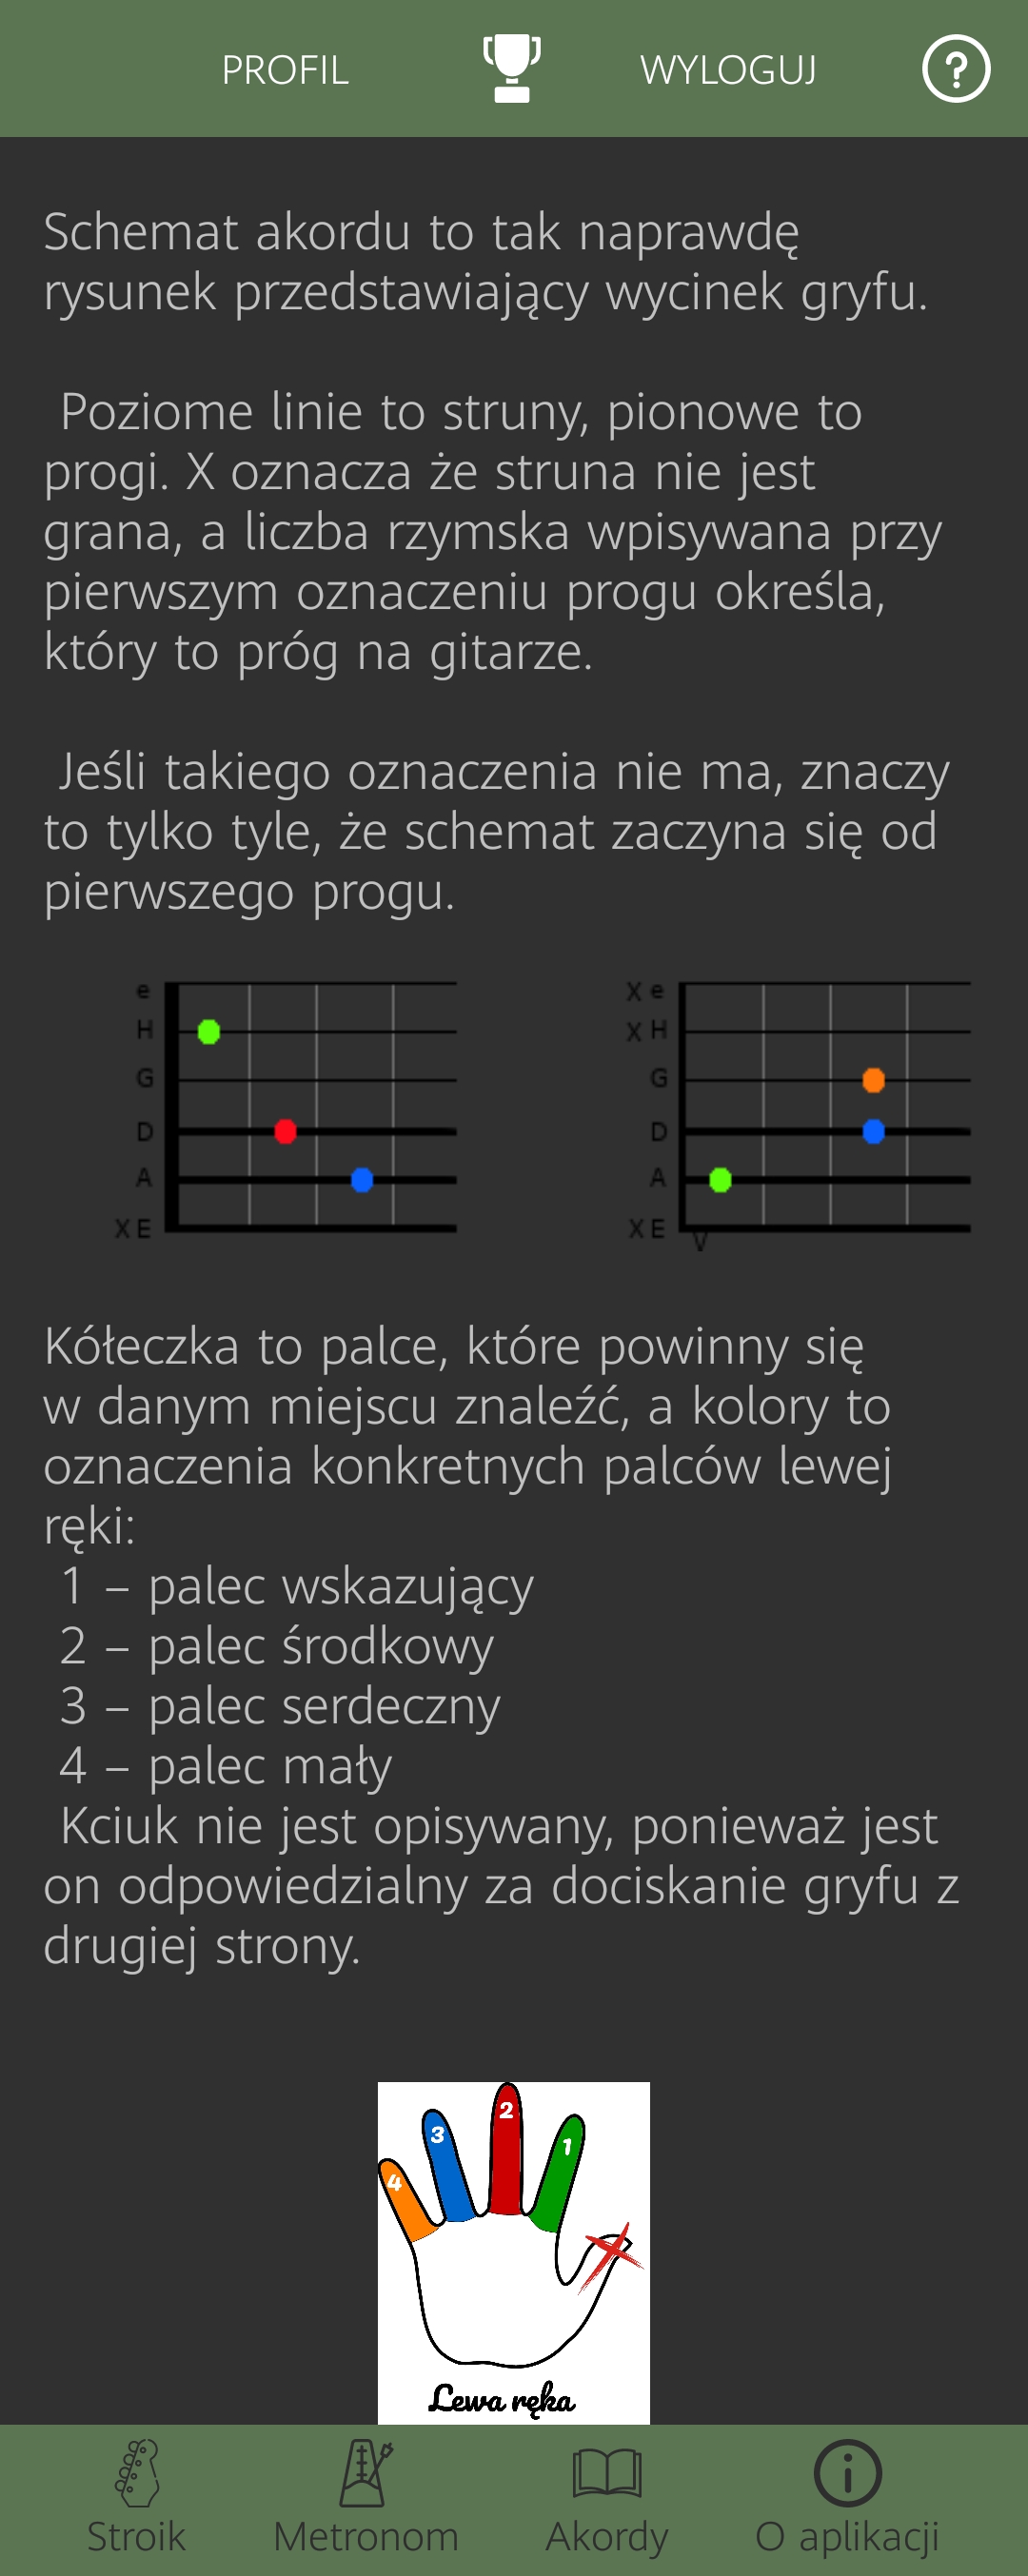 PROFIL WYLOGUJ ?
Schemat akordu to tak naprawdę
rysunek przedstawiający wycinek gryfu.
Poziome linie to struny, pionowe to
progi. X oznacza że struna nie jest
grana, a liczba rzymska wpisywana przy
pierwszym oznaczeniu progu określa,
który to próg na gitarze.
Jeśli takiego oznaczenia nie ma, znaczy
to tylko tyle, że schemat zaczyna się od
pierwszego progu.
e
H
G
D
A
X E
X e
X H
G
D
A
X E
V
Kółeczka to palce, które powinny się
w danym miejscu znaleźć, a kolory to
oznaczenia konkretnych palców lewej
ręki:
1 – palec wskazujący
2 – palec środkowy
3 – palec serdeczny
4 – palec mały
Kciuk nie jest opisywany, ponieważ jest
on odpowiedzialny za dociskanie gryfu z
drugiej strony.
4 3 2 1
Lewa ręka
Stroik Metronom Akordy O aplikacji